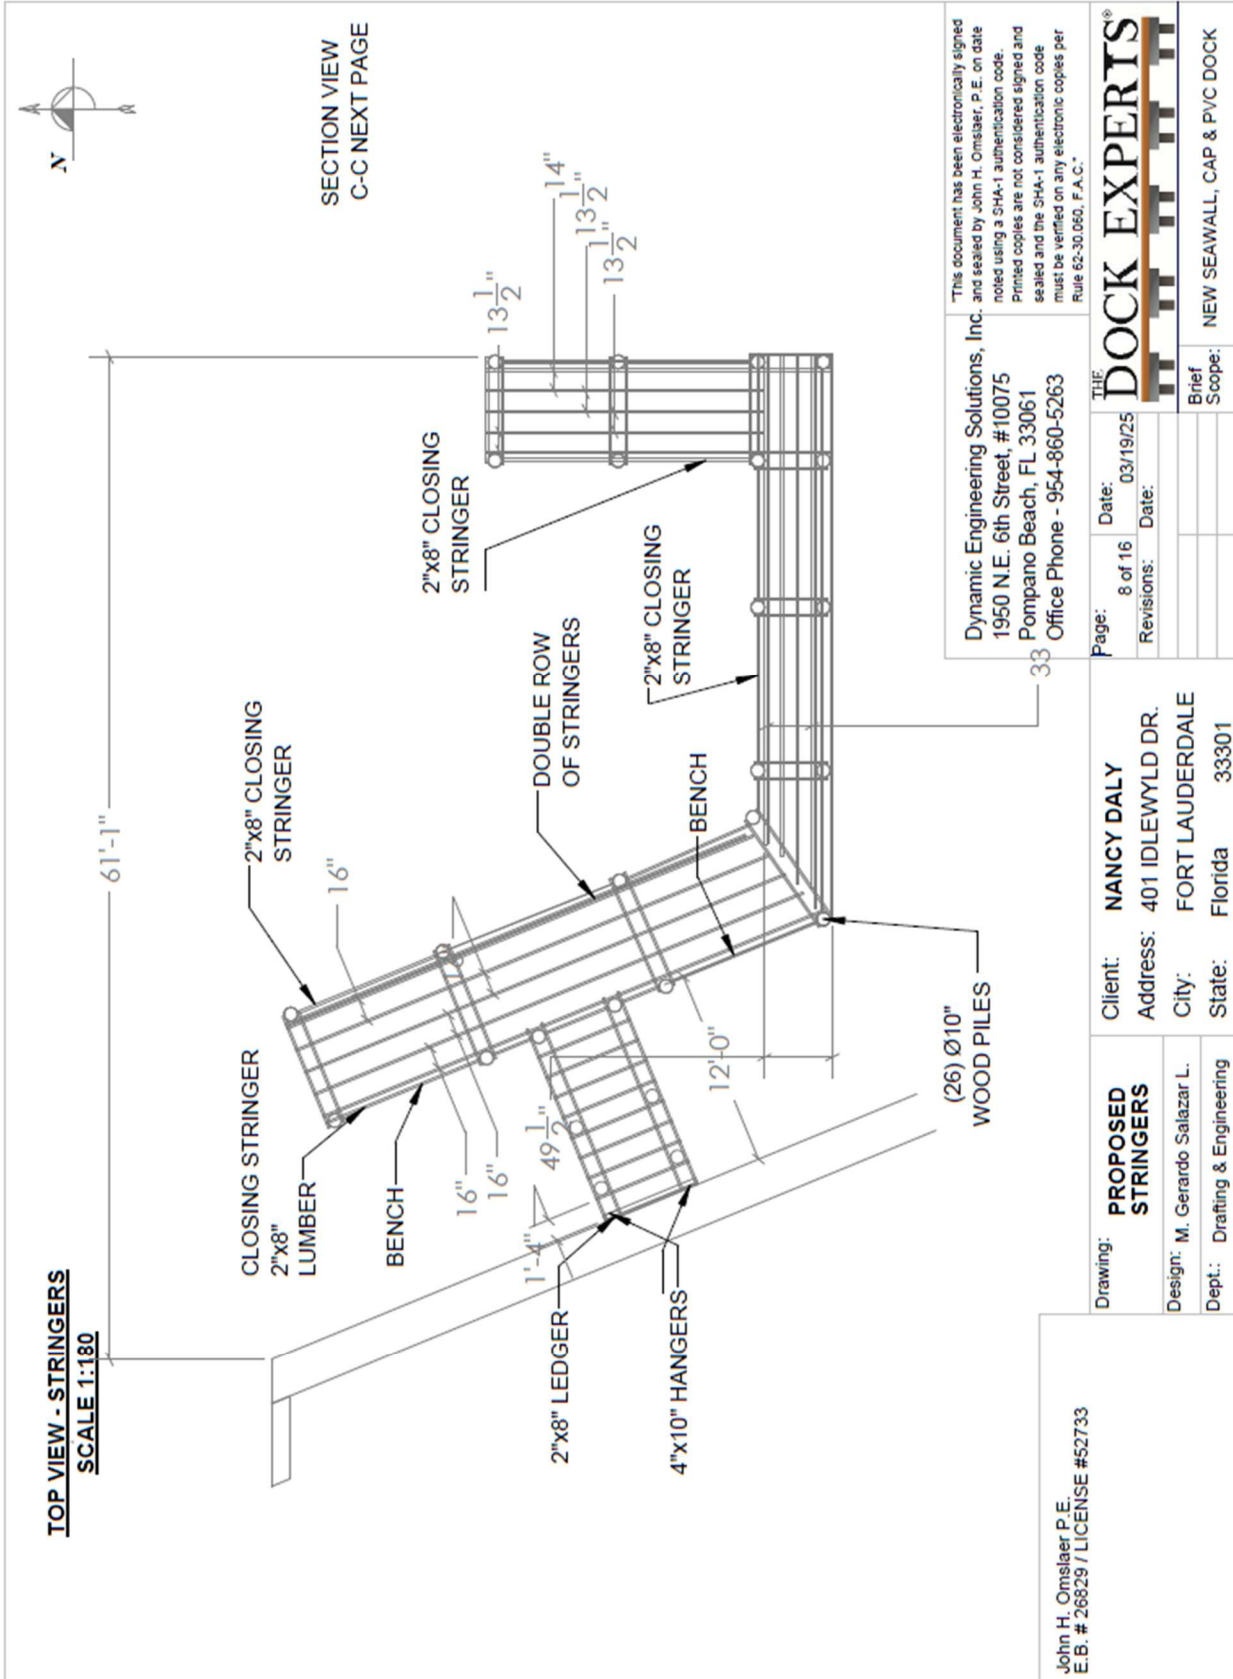 TOP VIEW - STRINGERS
SCALE 1:180
N
SECTION VIEW
C-C NEXT PAGE
61'-1"
2"x8" CLOSING
STRINGER
16"
CLOSING STRINGER
2"x8"
LUMBER
BENCH
16"
16"
DOUBLE ROW
OF STRINGERS
2"x8" CLOSING
STRINGER
13 1/2"
14"
13 1/2"
13 1/2"
2"x8" CLOSING
STRINGER
BENCH
1'-4"
49 1/2"
12'-0"
33
2"x8" LEDGER
4"x10" HANGERS
(26) Ø10"
WOOD PILES
John H. Omslaer P.E.
E.B. # 26829 / LICENSE #52733
Dynamic Engineering Solutions, Inc.
1950 N.E. 6th Street, #10075
Pompano Beach, FL 33061
Office Phone - 954-860-5263
"This document has been electronically signed
and sealed by John H. Omslaer, P.E. on date
noted using a SHA-1 authentication code.
Printed copies are not considered signed and
sealed and the SHA-1 authentication code
must be verified on any electronic copies per
Rule 62-30.060, F.A.C."
Drawing: PROPOSED
STRINGERS
Design: M. Gerardo Salazar L.
Dept.: Drafting & Engineering
Client: NANCY DALY
Address: 401 IDLEWYLD DR.
City: FORT LAUDERDALE
State: Florida 33301
Page: 8 of 16
Date: 03/19/25
Revisions: Date:
THE
DOCK EXPERTS®
Brief
Scope: NEW SEAWALL, CAP & PVC DOCK